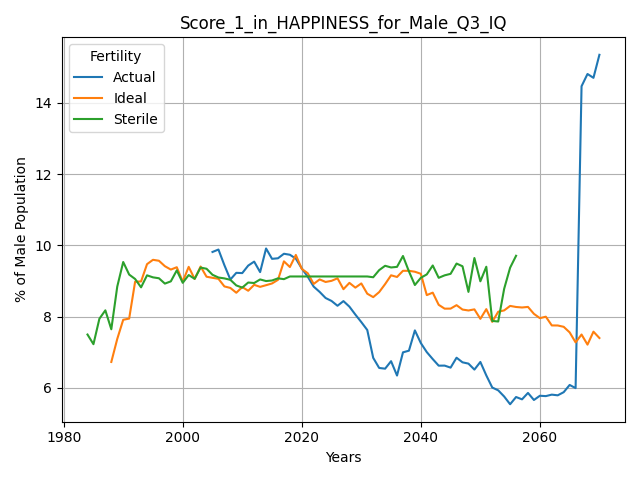 Score_1_in_HAPPINESS_for_Male_Q3_IQ
Fertility
Actual
Ideal
Sterile
% of Male Population
14
12
10
8
6
1980 2000 2020 2040 2060
Years